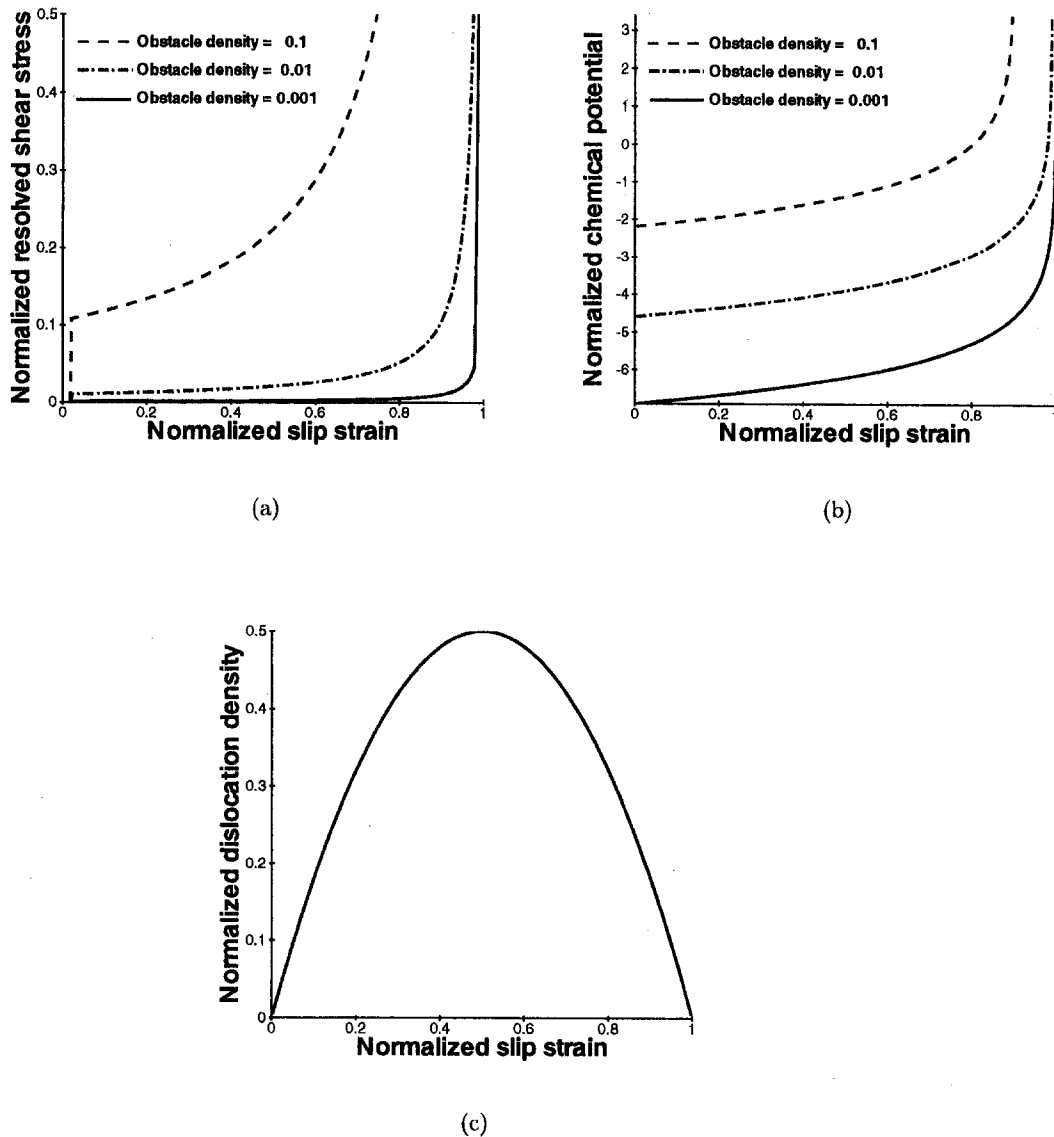 0.5
0.4
0.3
0.2
0.1
0
Normalized resolved shear stress
Obstacle density = 0.1
Obstacle density = 0.01
Obstacle density = 0.001
0 0.2 0.4 0.6 0.8 1
Normalized slip strain
(a)
3
2
1
0
-1
-2
-3
-4
-5
-6
Normalized chemical potential
Obstacle density = 0.1
Obstacle density = 0.01
Obstacle density = 0.001
0 0.2 0.4 0.6 0.8 1
Normalized slip strain
(b)
0.5
0.4
0.3
0.2
0.1
0
Normalized dislocation density
0 0.2 0.4 0.6 0.8 1
Normalized slip strain
(c)